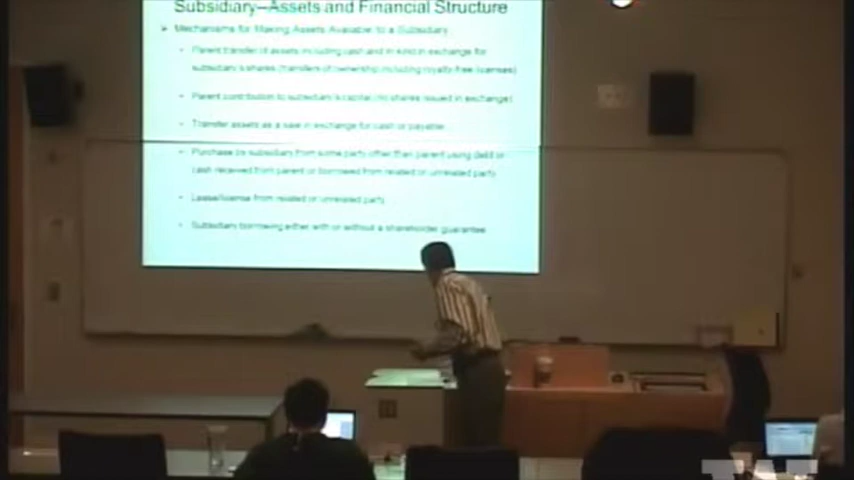 Subsidiary–Assets and Financial Structure
➢ Mechanisms for Making Assets Available to a Subsidiary
• Parent transfer of assets including cash and in kind in exchange for
subsidiary's shares (transfers of ownership including royalty-free licenses)
• Parent contribution to subsidiary's capital (no shares issued in exchange)
• Transfer assets as a sale in exchange for cash or payable
• Purchase by subsidiary from some party other than parent using debt or
cash received from parent or borrowed from related or unrelated party
• Lease/license from related or unrelated party
• Subsidiary borrowing either with or without a shareholder guarantee